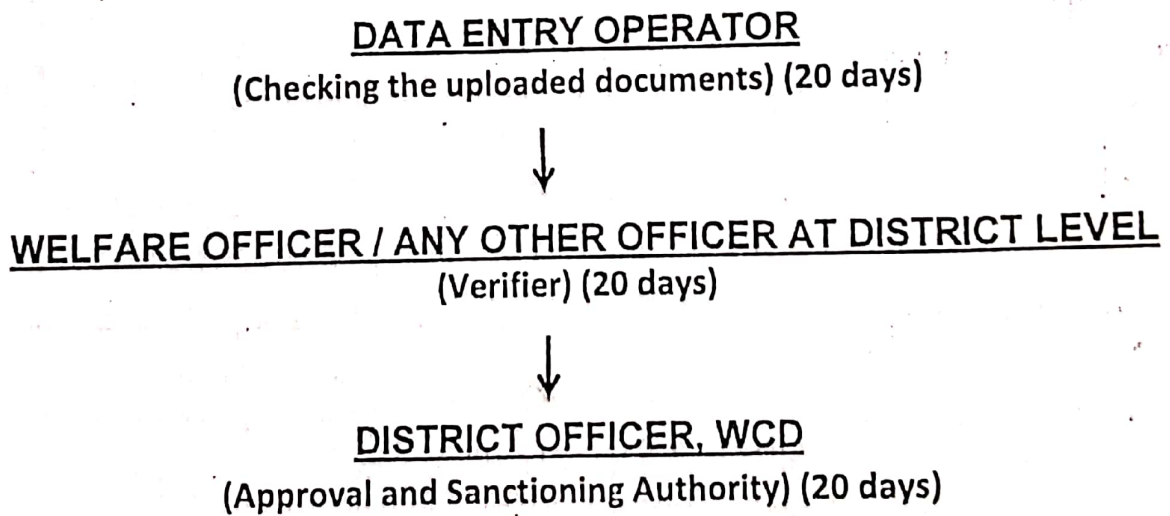 DATA ENTRY OPERATOR
(Checking the uploaded documents) (20 days)
WELFARE OFFICER / ANY OTHER OFFICER AT DISTRICT LEVEL
(Verifier) (20 days)
DISTRICT OFFICER, WCD
(Approval and Sanctioning Authority) (20 days)